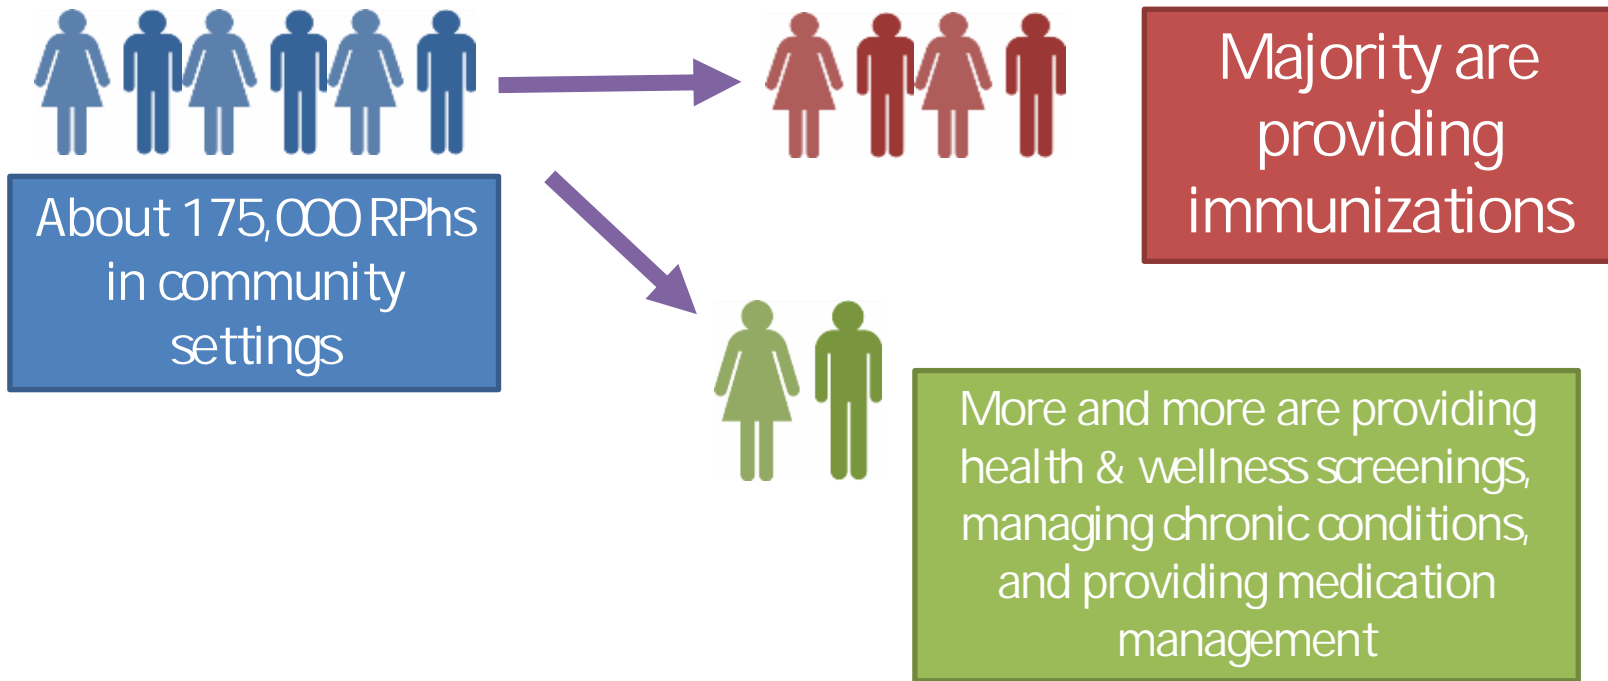 About 175,000 RPhs
in community
settings
Majority are
providing
immunizations
More and more are providing
health & wellness screenings,
managing chronic conditions,
and providing medication
management